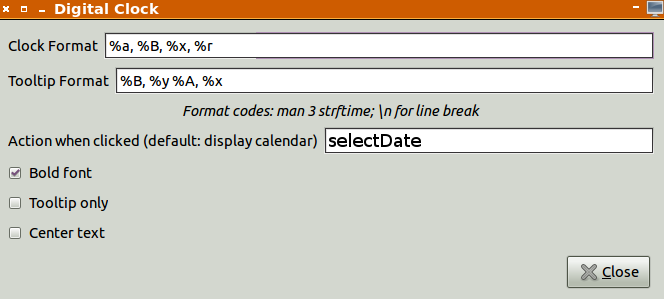 Digital Clock
Clock Format %a, %B, %x, %r
Tooltip Format %B, %y %A, %x
Format codes: man 3 strftime; \n for line break
Action when clicked (default: display calendar) selectDate
Bold font
Tooltip only
Center text
Close